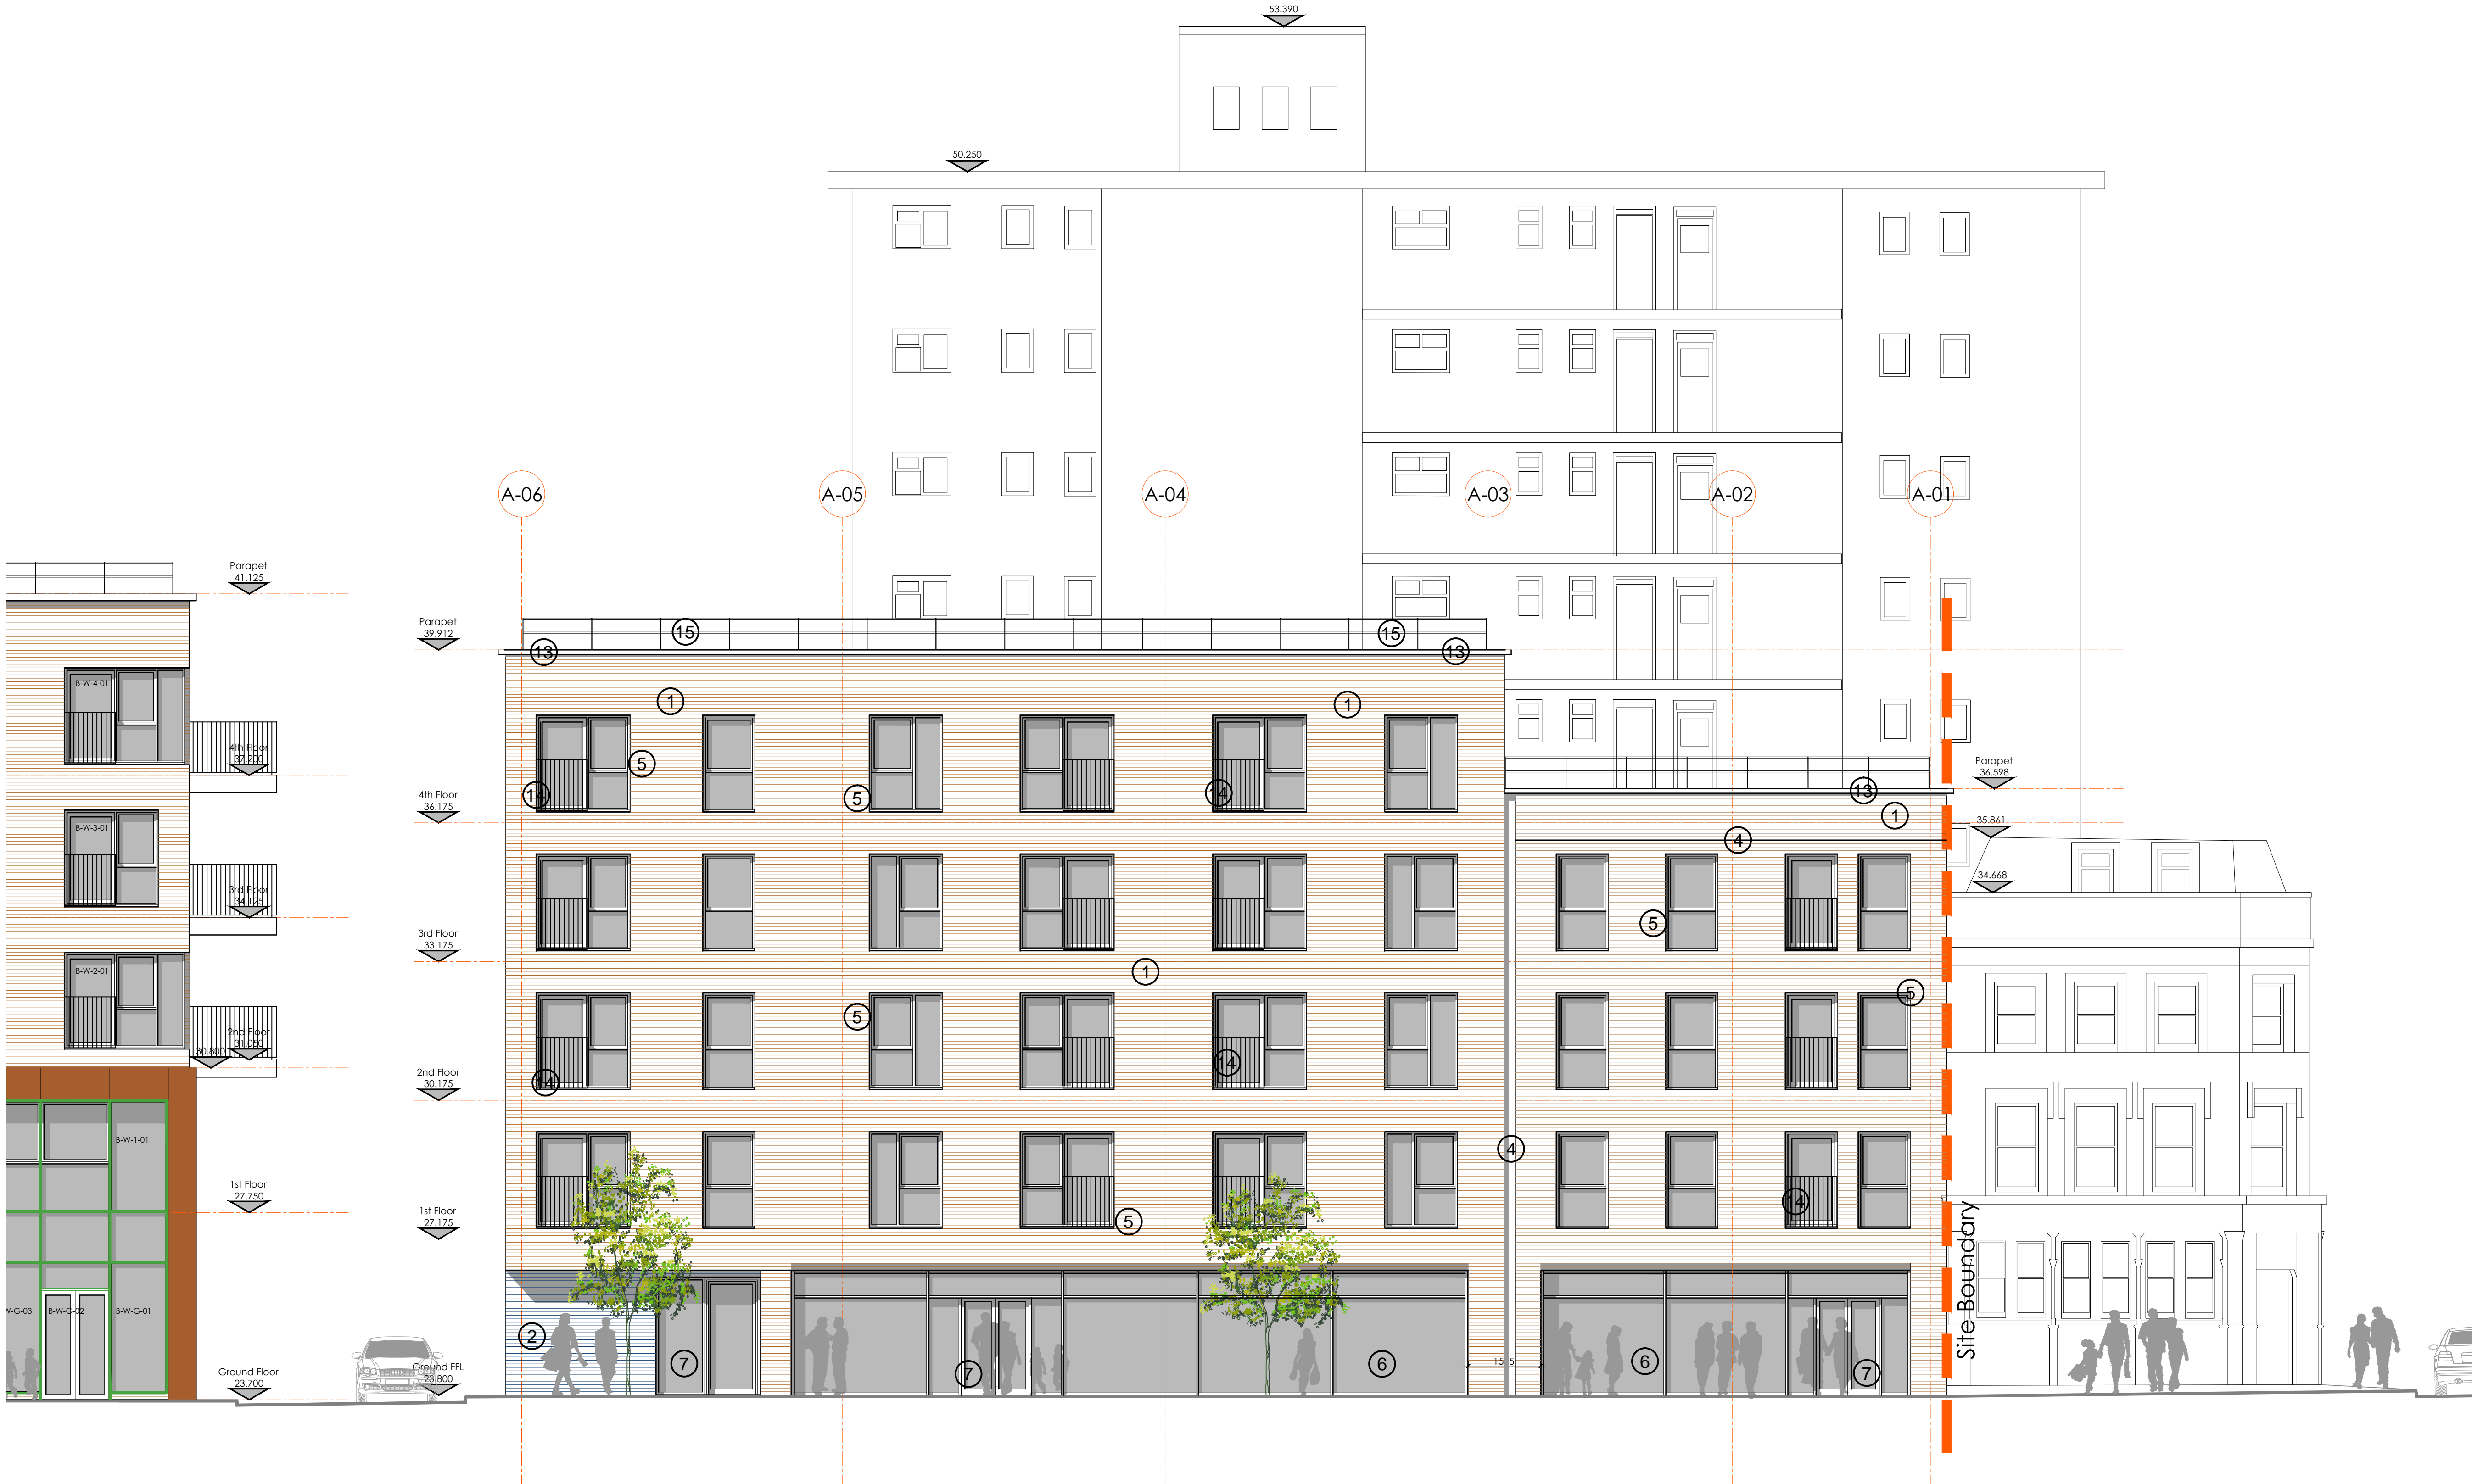 53.390
50.250
A-06
A-05
A-04
A-03
A-02
A-01
Parapet
41.125
Parapet
39.912
15
15
13
13
B-W-4-01
1
1
4th Floor
37.200
5
Parapet
36.598
14
5
14
13
4th Floor
36.175
1
35.861
B-W-3-01
4
34.668
3rd Floor
34.125
5
3rd Floor
33.175
B-W-2-01
1
5
5
2nd Floor
31.050
30.800
14
14
2nd Floor
30.175
B-W-1-01
4
1st Floor
27.750
14
1st Floor
27.175
5
Site Boundary
W-G-03
B-W-G-02
B-W-G-01
2
7
7
6
6
7
Ground Floor
23.700
Ground FFL
23.800